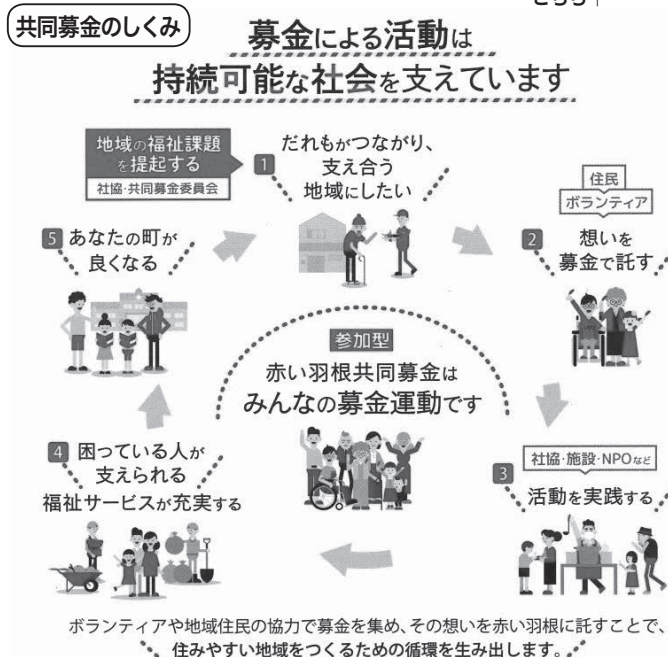 共同募金のしくみ
募金による活動は
持続可能な社会を支えています
地域の福祉課題
を提起する
社協・共同募金委員会
1
だれもがつながり、
支え合う
地域にしたい
住民
ボランティア
2
想いを
募金で託す
社協・施設・NPOなど
3
活動を実践する
4
困っている人が
支えられる
福祉サービスが充実する
5
あなたの町が
良くなる
参加型
赤い羽根共同募金は
みんなの募金運動です
ボランティアや地域住民の協力で募金を集め、その想いを赤い羽根に託すことで、
住みやすい地域をつくるための循環を生み出します。